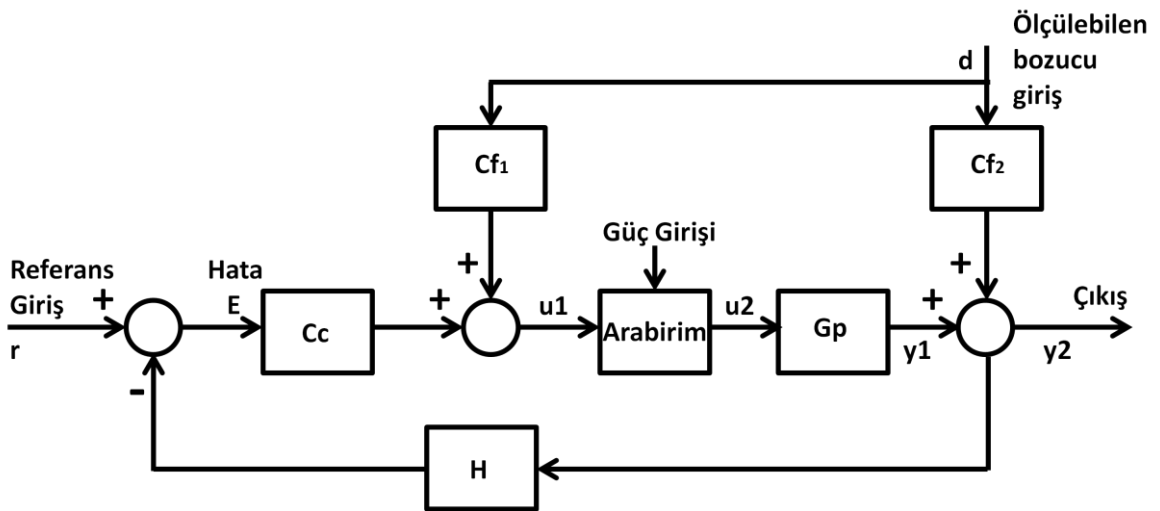 Ölçülebilen
bozucu
giriş
d
Cf1
Cf2
Güç Girişi
Referans
Giriş
r
+
-
Hata
E
Cc
+
+
u1
Arabirim
u2
Gp
+
+
y1
Çıkış
y2
H